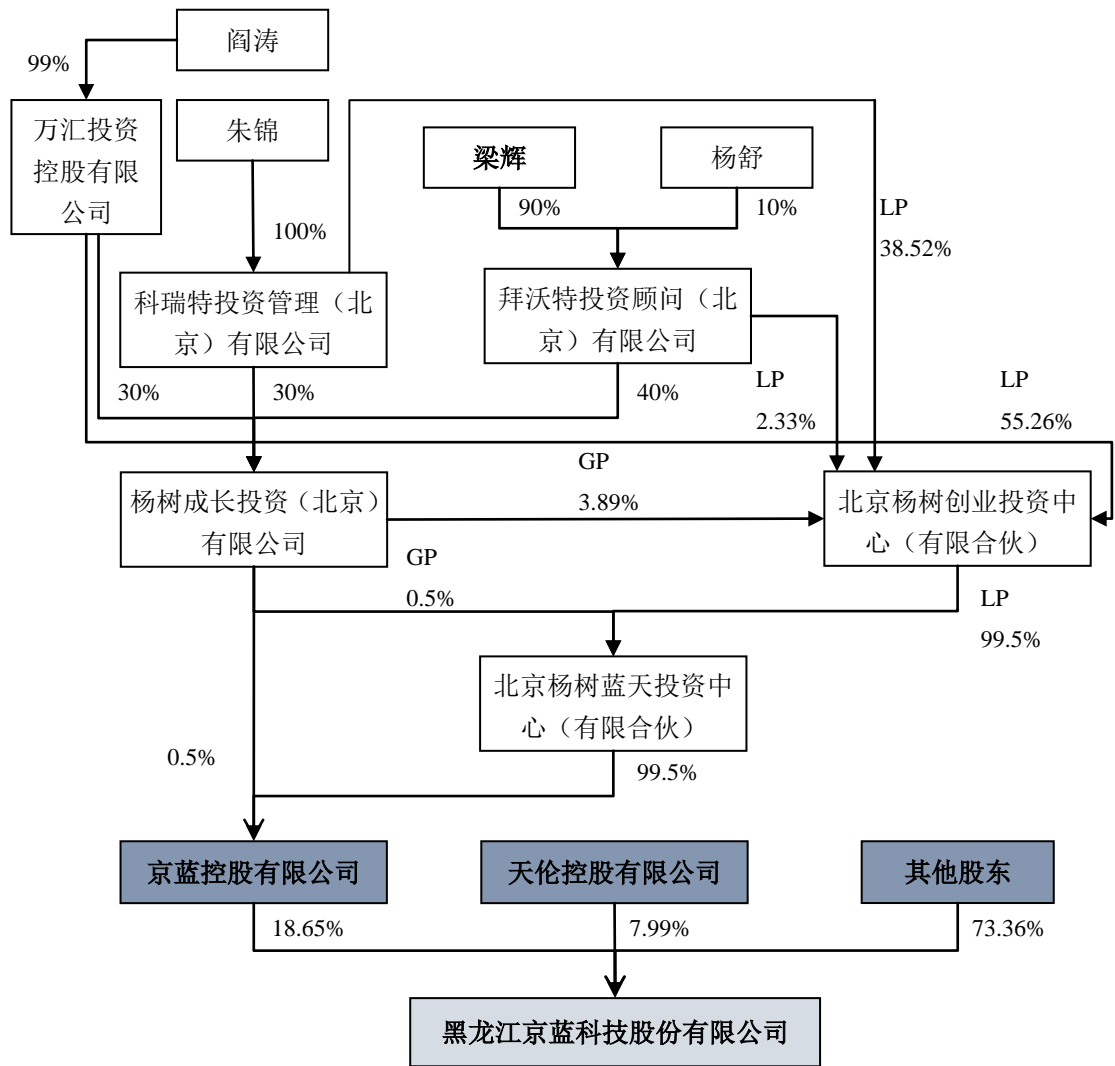 阎涛
99%
万汇投资
控股有限
公司
朱锦
梁辉
杨舒
90%
10%
LP
38.52%
100%
科瑞特投资管理（北
京）有限公司
拜沃特投资顾问（北
京）有限公司
30%
30%
40%
LP
2.33%
LP
55.26%
GP
3.89%
杨树成长投资（北京）
有限公司
北京杨树创业投资中
心（有限合伙）
GP
0.5%
LP
99.5%
北京杨树蓝天投资中
心（有限合伙）
0.5%
99.5%
京蓝控股有限公司
天伦控股有限公司
其他股东
18.65%
7.99%
73.36%
黑龙江京蓝科技股份有限公司